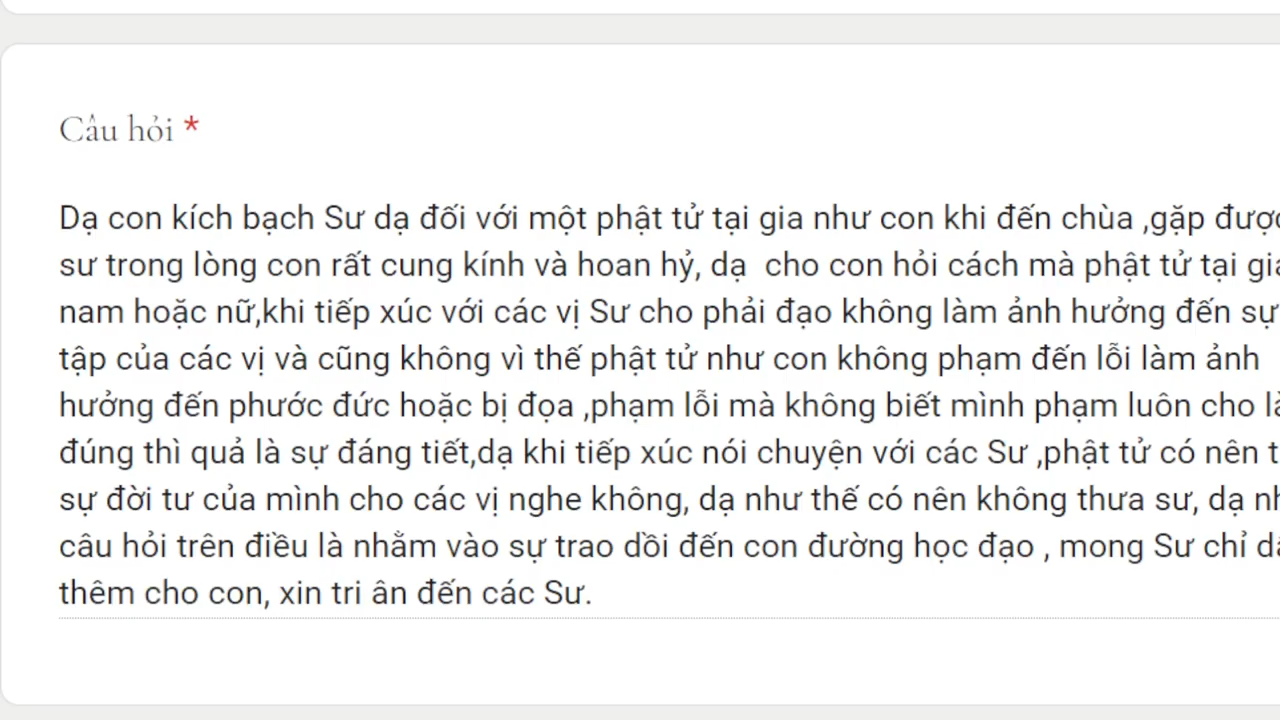 Câu hỏi *
Dạ con kích bạch Sư dạ đối với một phật tử tại gia như con khi đến chùa ,gặp
sư trong lòng con rất cung kính và hoan hỷ, dạ  cho con hỏi cách mà phật tử tại
nam hoặc nữ,khi tiếp xúc với các vị Sư cho phải đạo không làm ảnh hưởng đến sự
tập của các vị và cũng không vì thế phật tử như con không phạm đến lỗi làm ảnh
hưởng đến phước đức hoặc bị đọa ,phạm lỗi mà không biết mình phạm luôn cho
đúng thì quả là sự đáng tiết,dạ khi tiếp xúc nói chuyện với các Sư ,phật tử có nên
sự đời tư của mình cho các vị nghe không, dạ như thế có nên không thưa sư, dạ
câu hỏi trên điều là nhằm vào sự trao dồi đến con đường học đạo , mong Sư chỉ
thêm cho con, xin tri ân đến các Sư.